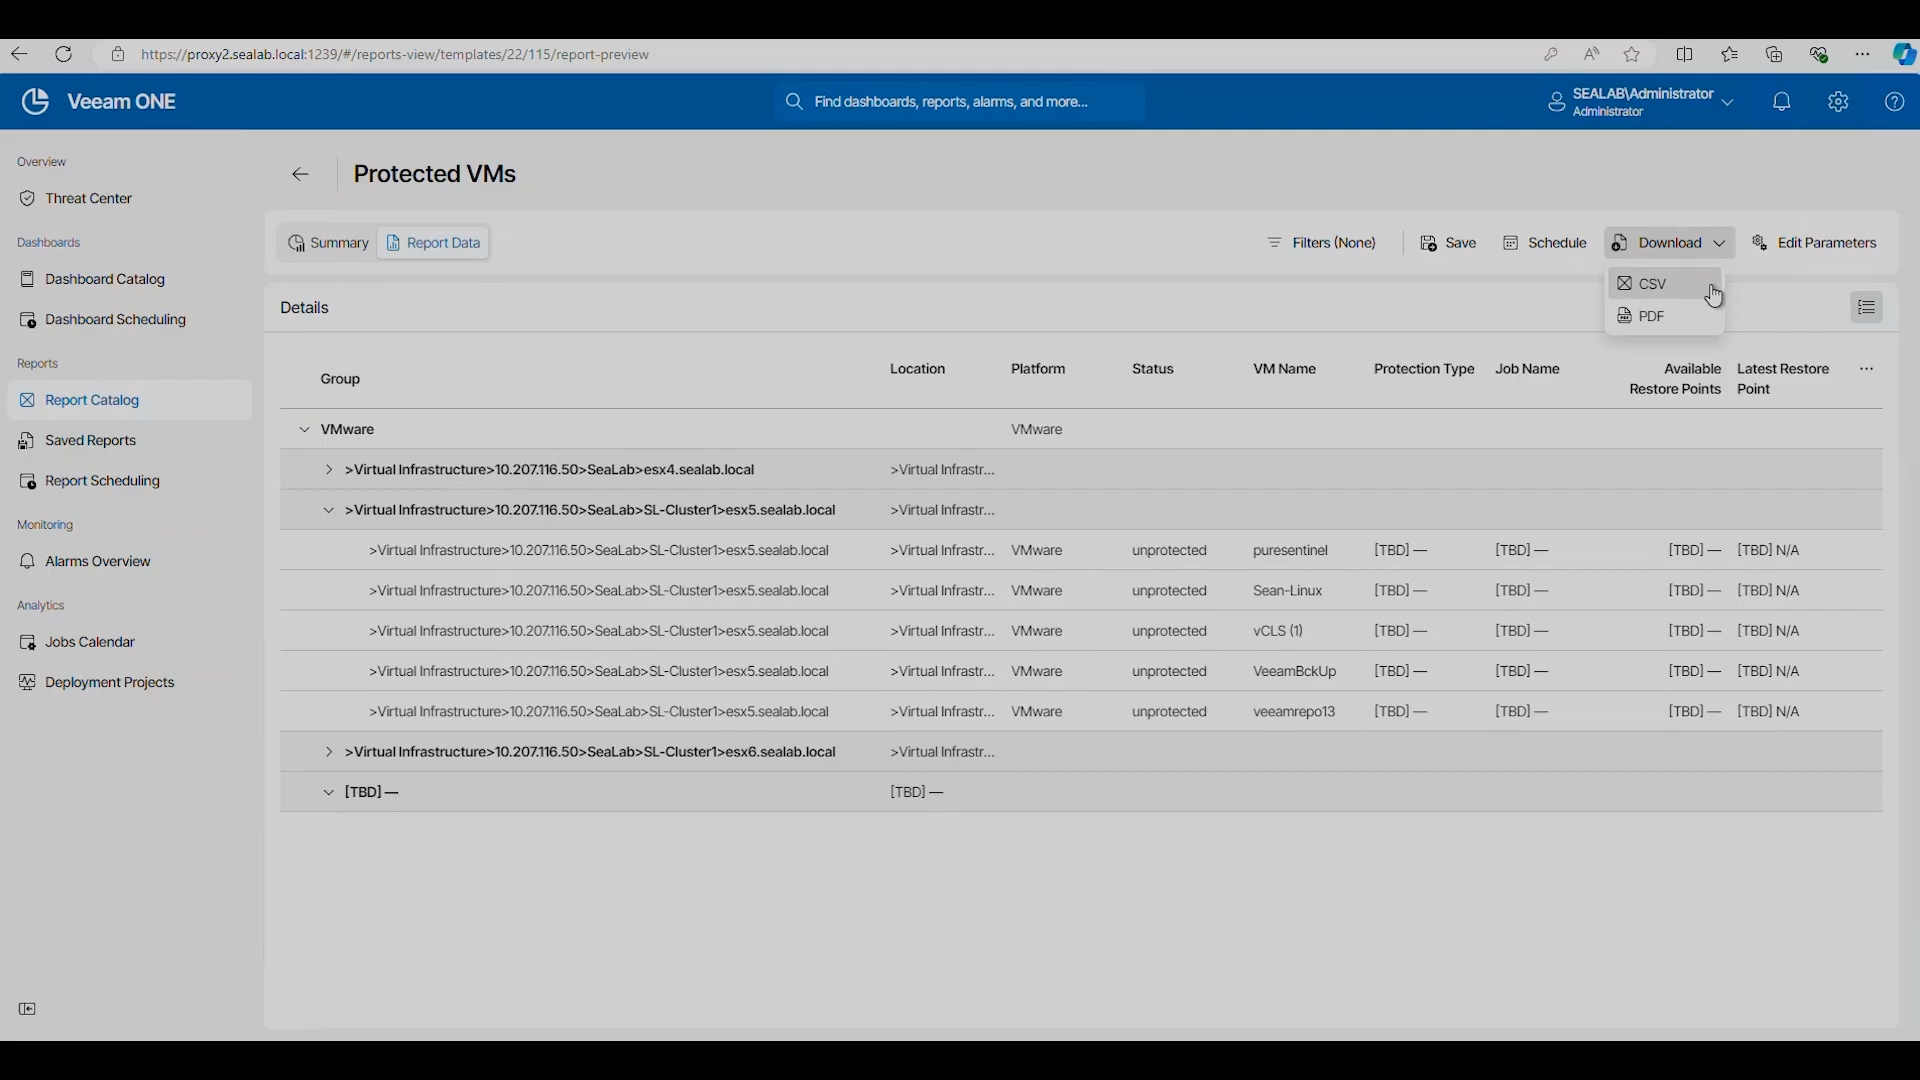 https://proxy2.sealab.local:1239/#/reports-view/templates/22/115/report-preview
Veeam ONE
Find dashboards, reports, alarms, and more...
SEALAB\Administrator
Administrator
Overview
Threat Center
Dashboards
Dashboard Catalog
Dashboard Scheduling
Reports
Report Catalog
Saved Reports
Report Scheduling
Monitoring
Alarms Overview
Analytics
Jobs Calendar
Deployment Projects
Protected VMs
Summary Report Data Filters (None) Save Schedule Download Edit Parameters
CSV
PDF
Details
Group Location Platform Status VM Name Protection Type Job Name Available Restore Points Latest Restore Point
VMware VMware
>Virtual Infrastructure>10.207.116.50>SeaLab>esx4.sealab.local >Virtual Infrastr...
>Virtual Infrastructure>10.207.116.50>SeaLab>SL-Cluster1>esx5.sealab.local >Virtual Infrastr...
>Virtual Infrastructure>10.207.116.50>SeaLab>SL-Cluster1>esx5.sealab.local >Virtual Infrastr... VMware unprotected puresentinel [TBD] — [TBD] — [TBD] — [TBD] N/A
>Virtual Infrastructure>10.207.116.50>SeaLab>SL-Cluster1>esx5.sealab.local >Virtual Infrastr... VMware unprotected Sean-Linux [TBD] — [TBD] — [TBD] — [TBD] N/A
>Virtual Infrastructure>10.207.116.50>SeaLab>SL-Cluster1>esx5.sealab.local >Virtual Infrastr... VMware unprotected vCLS (1) [TBD] — [TBD] — [TBD] — [TBD] N/A
>Virtual Infrastructure>10.207.116.50>SeaLab>SL-Cluster1>esx5.sealab.local >Virtual Infrastr... VMware unprotected VeeamBckUp [TBD] — [TBD] — [TBD] — [TBD] N/A
>Virtual Infrastructure>10.207.116.50>SeaLab>SL-Cluster1>esx5.sealab.local >Virtual Infrastr... VMware unprotected veeamrepo13 [TBD] — [TBD] — [TBD] — [TBD] N/A
>Virtual Infrastructure>10.207.116.50>SeaLab>SL-Cluster1>esx6.sealab.local >Virtual Infrastr...
[TBD] — [TBD] —